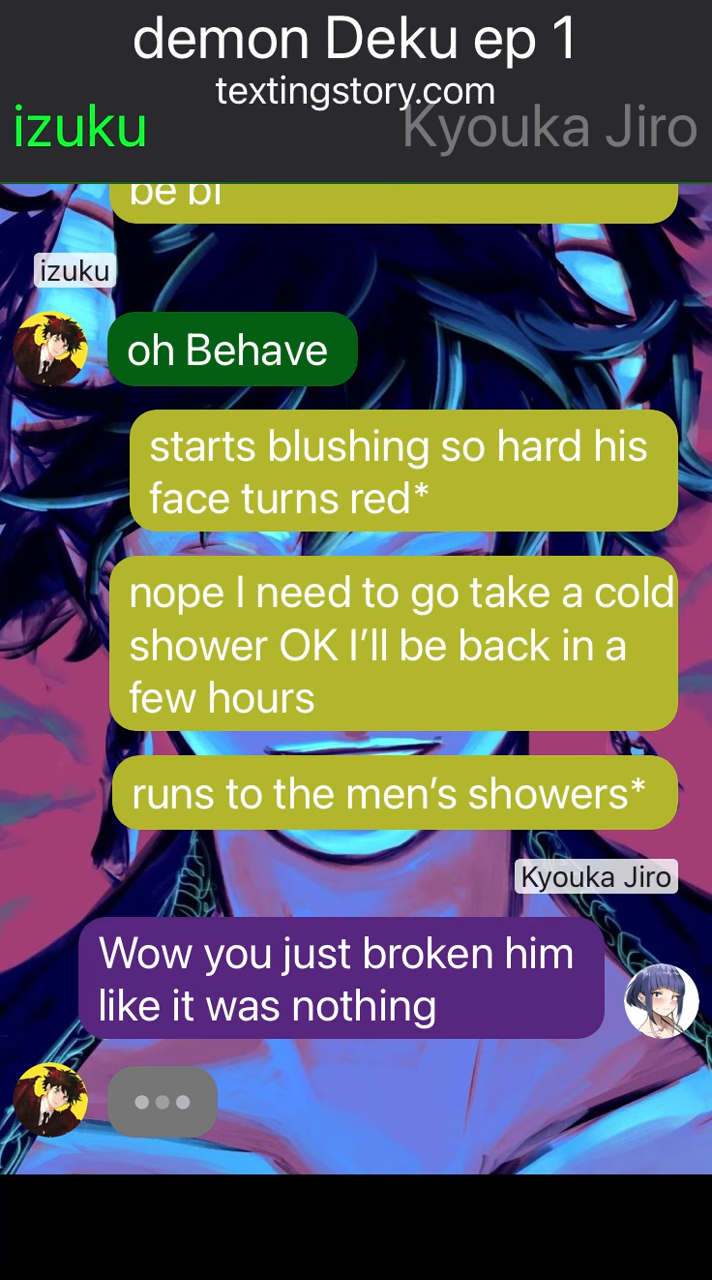 demon Deku ep 1
textingstory.com
izuku
Kyouka Jiro
be bi
izuku
oh Behave
starts blushing so hard his
face turns red*
nope I need to go take a cold
shower OK I’ll be back in a
few hours
runs to the men’s showers*
Kyouka Jiro
Wow you just broken him
like it was nothing